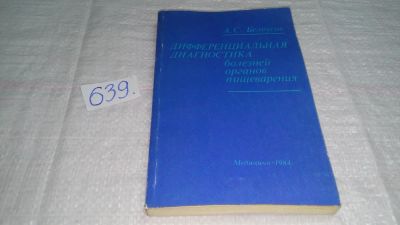 639.
А. С. Белоусов
ДИФФЕРЕНЦИАЛЬНАЯ
ДИАГНОСТИКА
болезней
органов
пищеварения
Медицина·1984